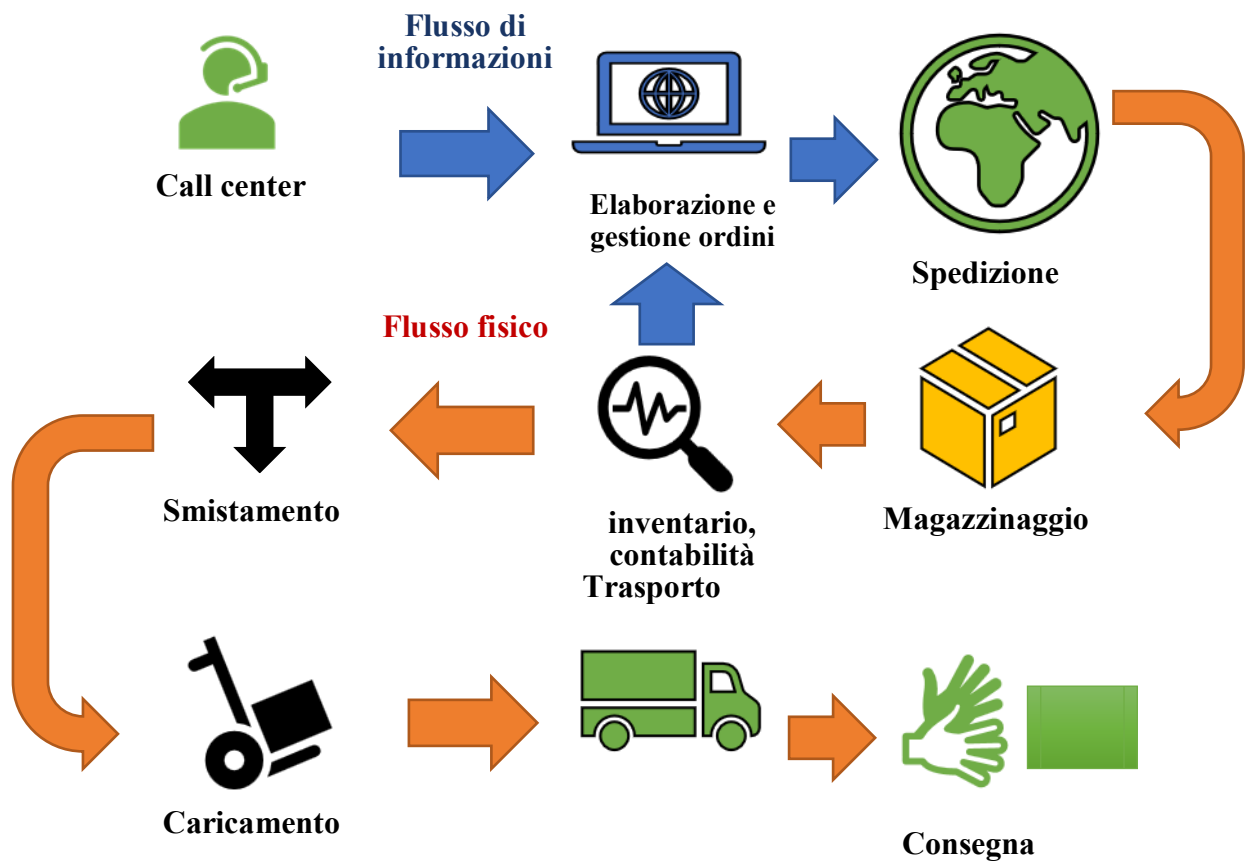 Flusso di
informazioni
Call center
Elaborazione e
gestione ordini
Spedizione
Flusso fisico
Smistamento
inventario,
contabilità
Magazzinaggio
Trasporto
Caricamento
Consegna